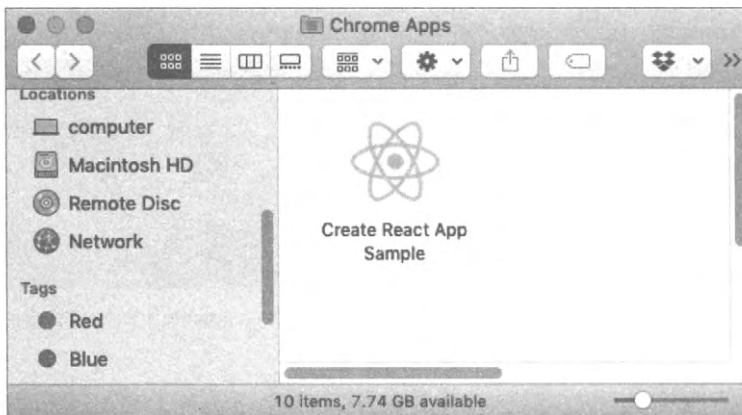 Chrome Apps
Locations
computer
Macintosh HD
Remote Disc
Network
Tags
Red
Blue
Create React App
Sample
10 items, 7.74 GB available